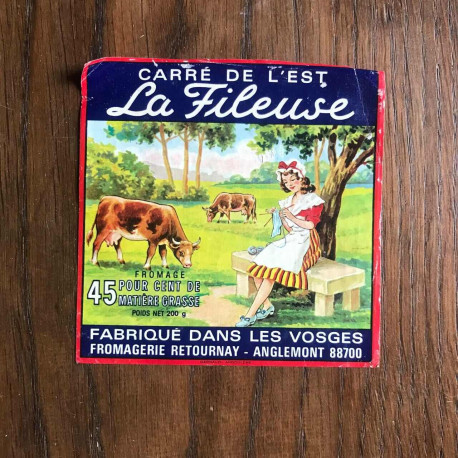 CARRÉ DE L'EST
La Fileuse
FROMAGE
45 POUR CENT DE
MATIÈRE GRASSE
POIDS NET 200 g
FABRIQUÉ DANS LES VOSGES
FROMAGERIE RETOURNAY - ANGLEMONT 88700